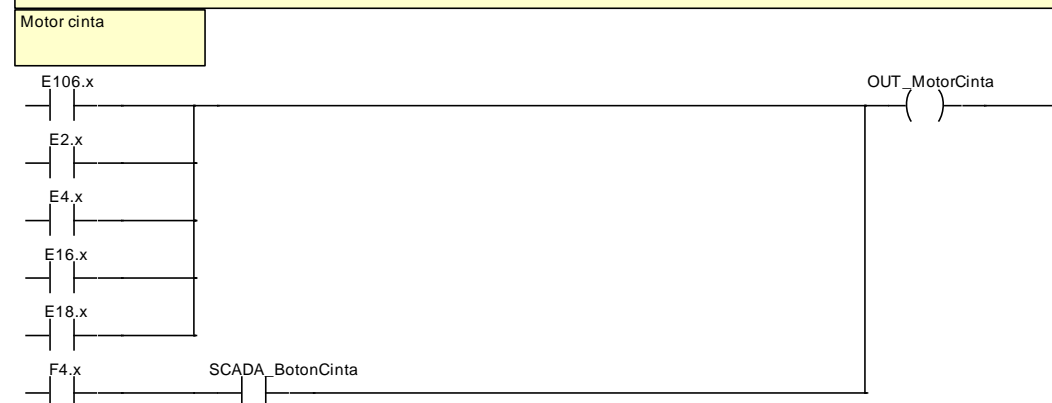 Motor cinta
E106.x
OUT_MotorCinta
E2.x
E4.x
E16.x
E18.x
F4.x SCADA_BotonCinta